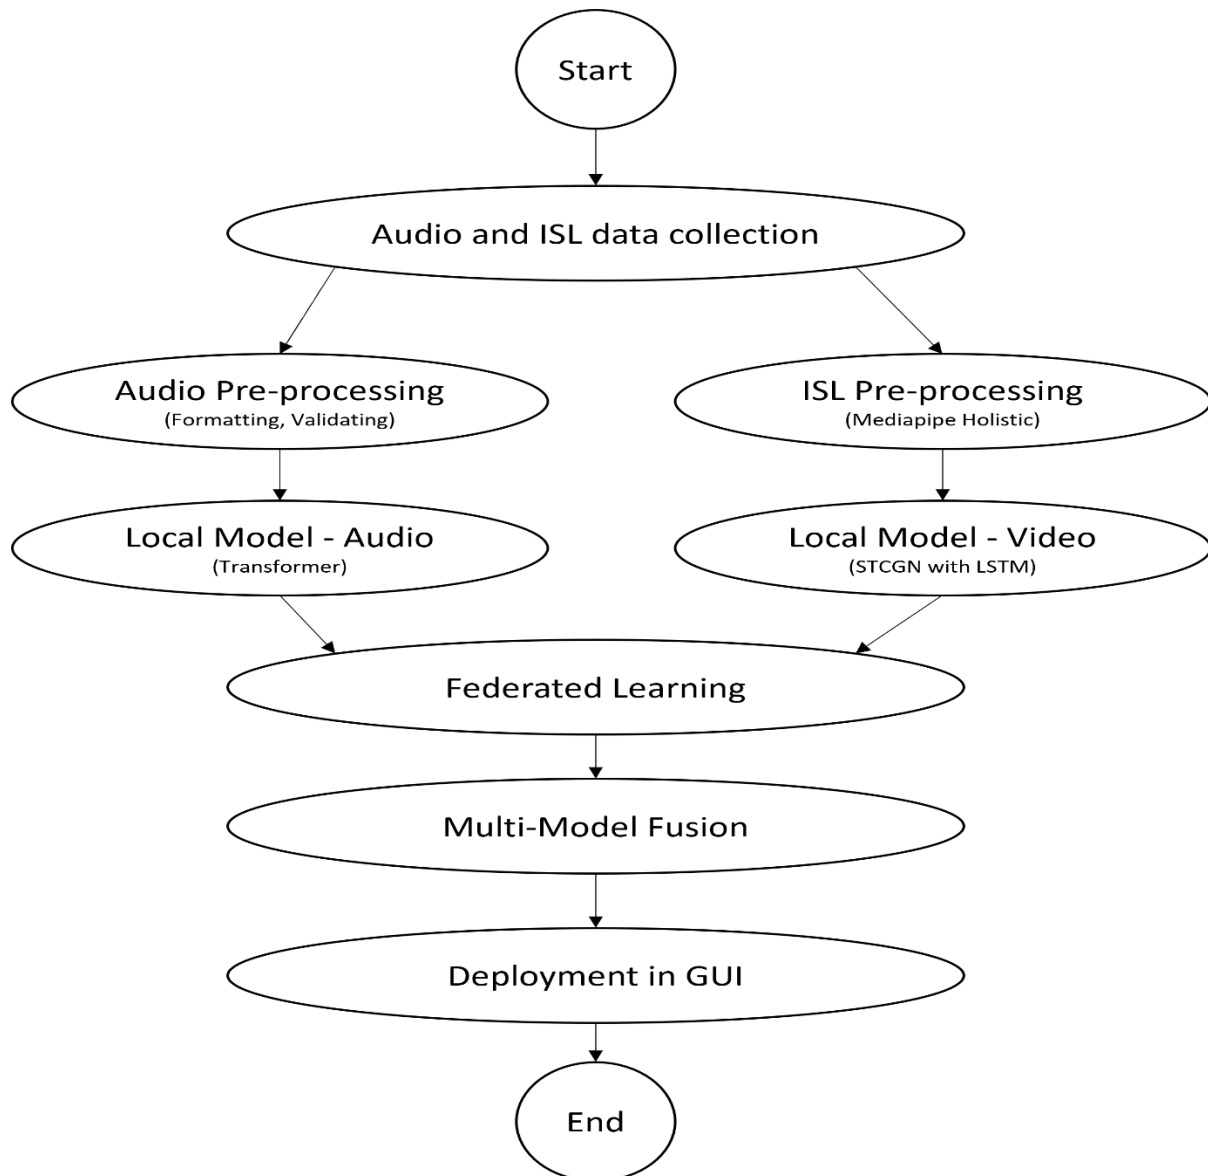 Start
Audio and ISL data collection
Audio Pre-processing
(Formatting, Validating)
ISL Pre-processing
(Mediapipe Holistic)
Local Model - Audio
(Transformer)
Local Model - Video
(STCGN with LSTM)
Federated Learning
Multi-Model Fusion
Deployment in GUI
End